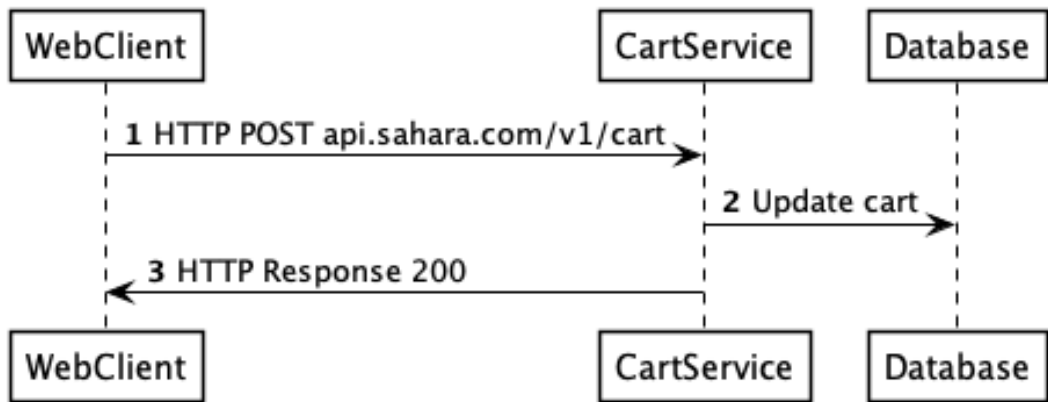 WebClient
CartService
Database
1 HTTP POST api.sahara.com/v1/cart
2 Update cart
3 HTTP Response 200
WebClient
CartService
Database